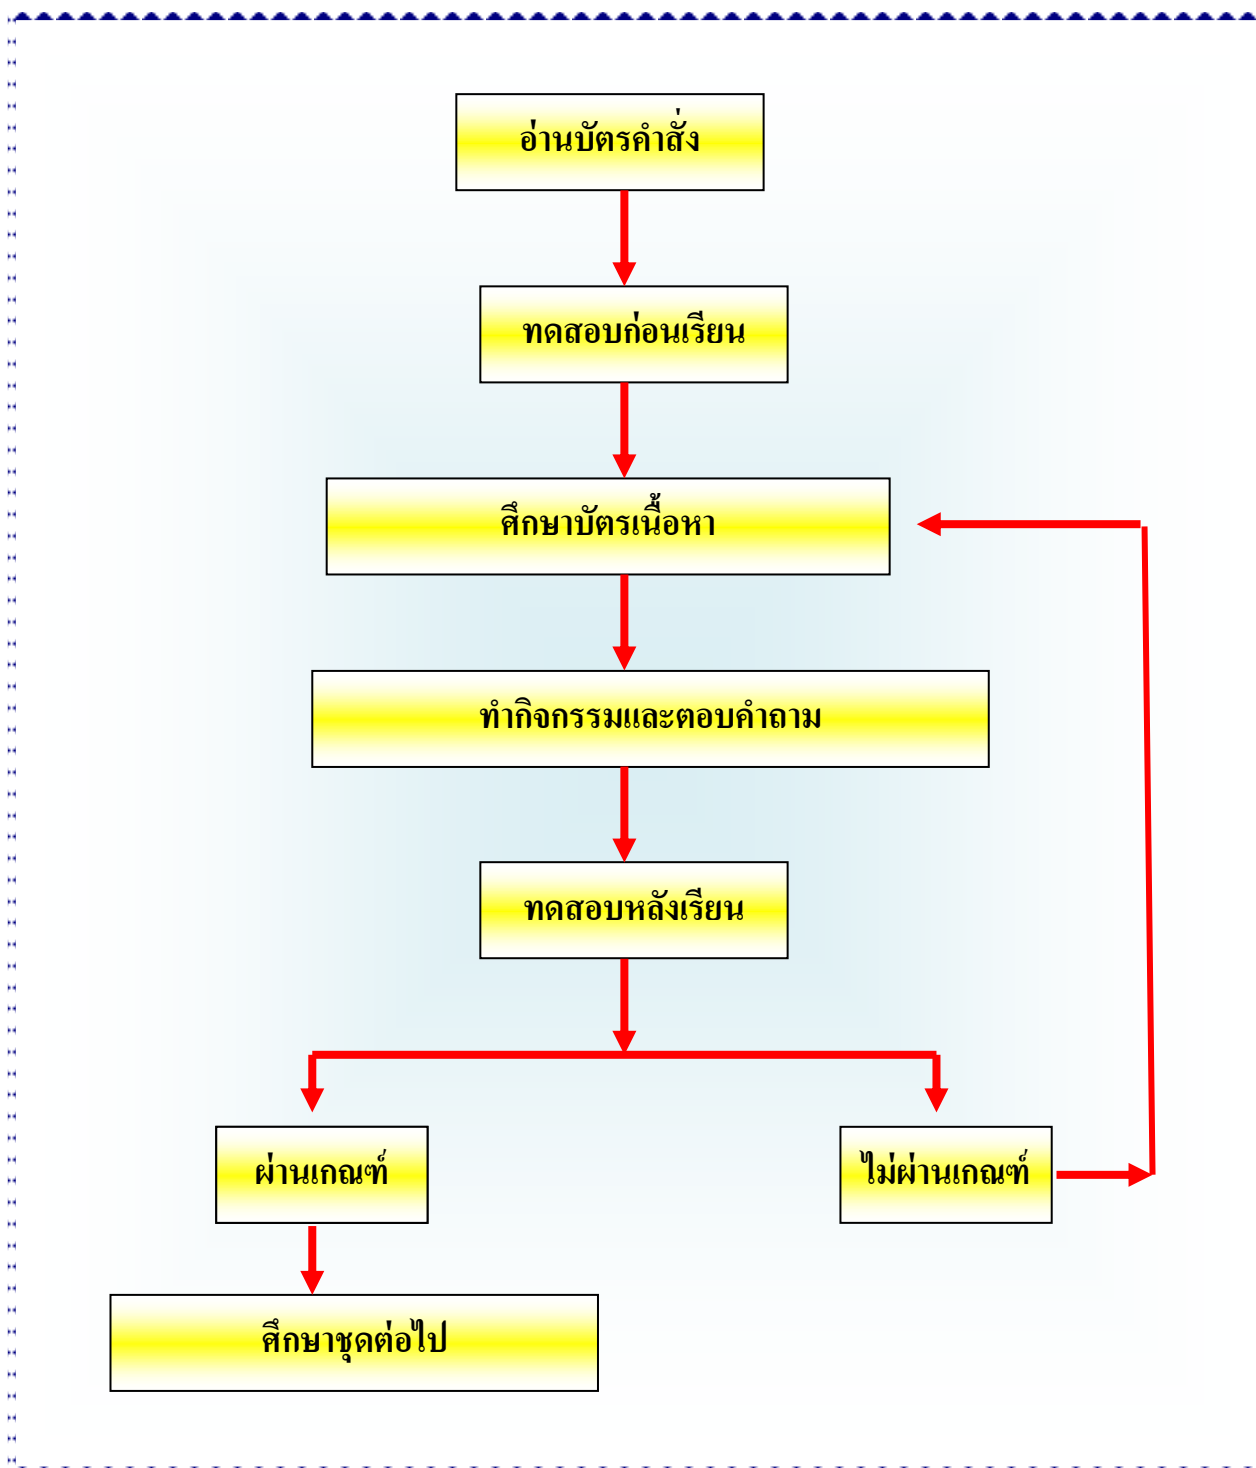 อ่านบัตรคำสั่ง
ทดสอบก่อนเรียน
ศึกษาบัตรเนื้อหา
ทำกิจกรรมและตอบคำถาม
ทดสอบหลังเรียน
ผ่านเกณฑ์
ไม่ผ่านเกณฑ์
ศึกษาชุดต่อไป